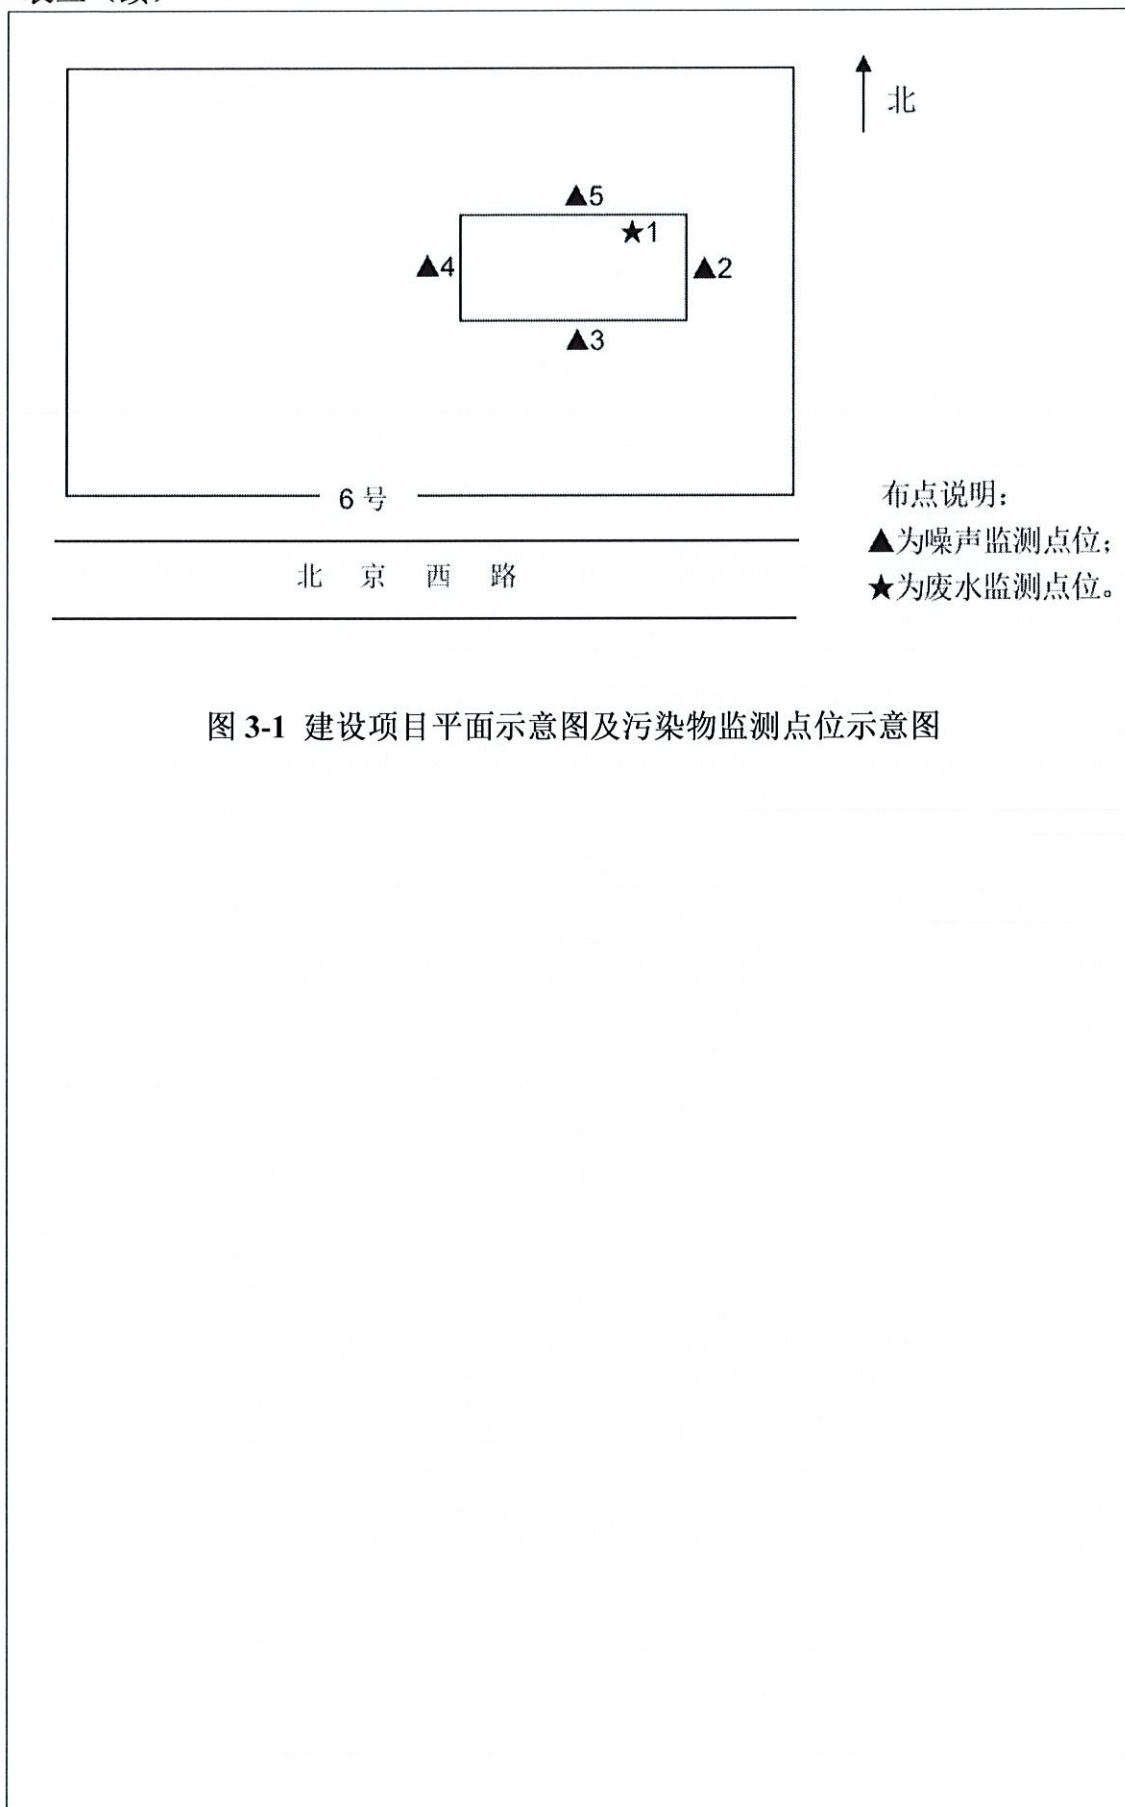 北
▲5
★1
▲4
▲2
▲3
6 号
北 京 西 路
布点说明：
▲为噪声监测点位；
★为废水监测点位。
图 3-1 建设项目平面示意图及污染物监测点位示意图